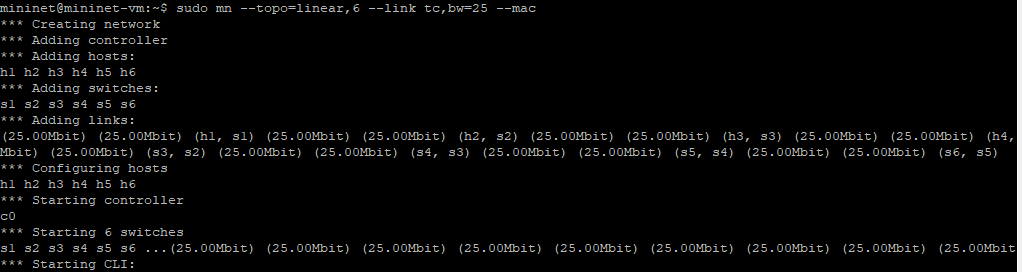 mininet@mininet-vm:~$ sudo mn --topo=linear,6 --link tc,bw=25 --mac
*** Creating network
*** Adding controller
*** Adding hosts:
h1 h2 h3 h4 h5 h6
*** Adding switches:
s1 s2 s3 s4 s5 s6
*** Adding links:
(25.00Mbit) (25.00Mbit) (h1, s1) (25.00Mbit) (25.00Mbit) (h2, s2) (25.00Mbit) (25.00Mbit) (h3, s3) (25.00Mbit) (25.00Mbit) (h4,
Mbit) (25.00Mbit) (s3, s2) (25.00Mbit) (25.00Mbit) (s4, s3) (25.00Mbit) (25.00Mbit) (s5, s4) (25.00Mbit) (25.00Mbit) (s6, s5)
*** Configuring hosts
h1 h2 h3 h4 h5 h6
*** Starting controller
c0
*** Starting 6 switches
s1 s2 s3 s4 s5 s6 ...(25.00Mbit) (25.00Mbit) (25.00Mbit) (25.00Mbit) (25.00Mbit) (25.00Mbit) (25.00Mbit) (25.00Mbit) (25.00Mbit
*** Starting CLI: